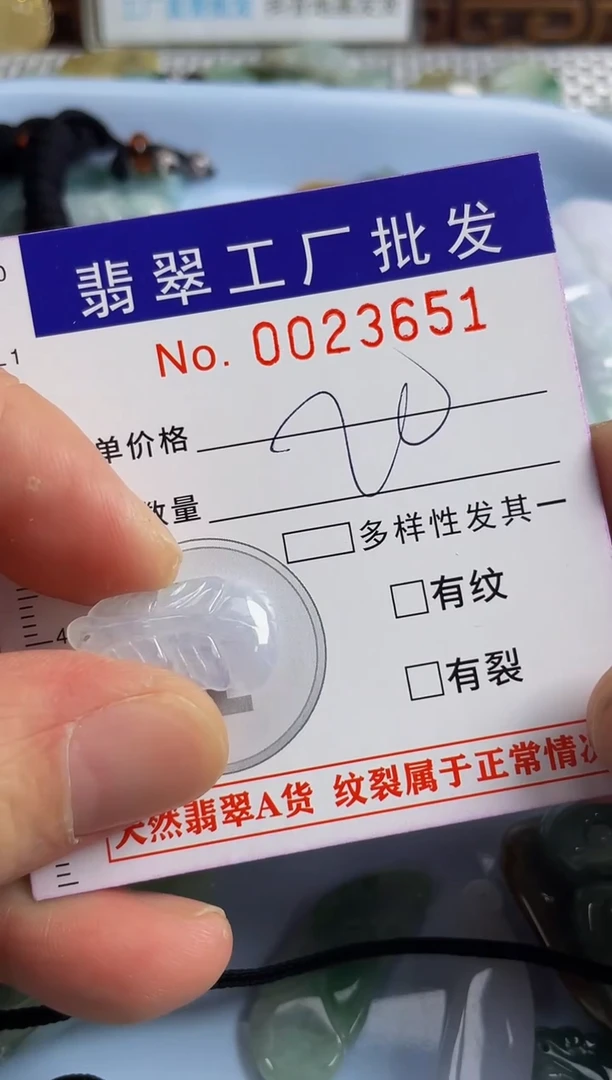 翡翠工厂批发
No. 0023651
单价格
数量
多样性发其一
有纹
有裂
天然翡翠A货 纹裂属于正常情况